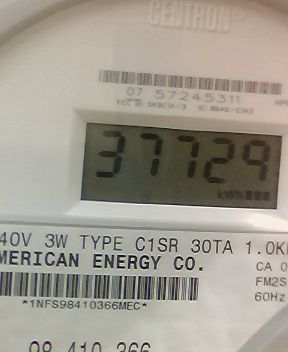 CENTRON
07 57245311
37729
kWh
40V 3W TYPE C1SR 30TA 1.0K
MERICAN ENERGY CO.
CA 0
FM2S
60Hz
*1NFS98410366MEC*
98 410 366